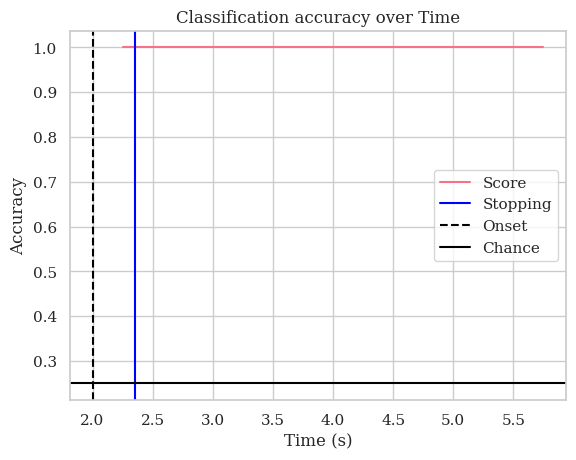 Classification accuracy over Time
Accuracy
1.0
0.9
0.8
0.7
0.6
0.5
0.4
0.3
Score
Stopping
Onset
Chance
2.0 2.5 3.0 3.5 4.0 4.5 5.0 5.5
Time (s)